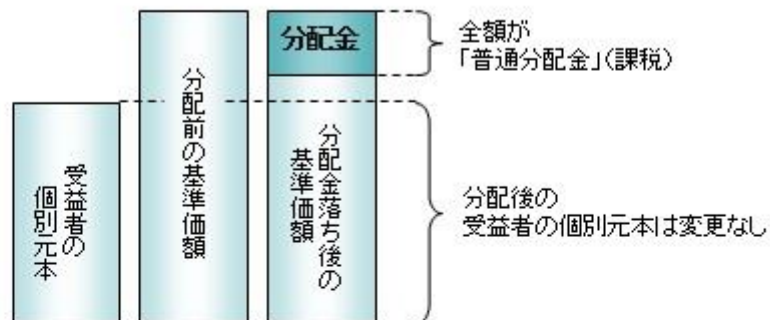 受益者の
個別元本
分配前の基準価額
分配金
分配金落ち後の
基準価額
全額が
「普通分配金」(課税)
分配後の
受益者の個別元本は変更なし